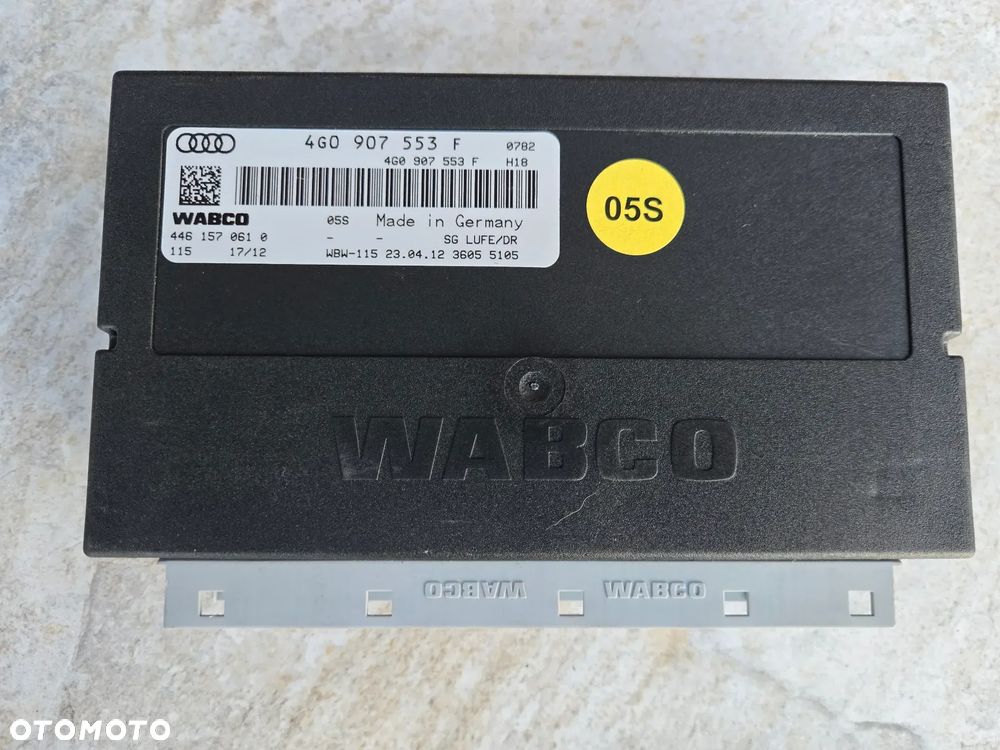 4G0 907 553 F 0782
4G0 907 553 F H18
WABCO 05S Made in Germany
446 157 061 0 - - SG LUFE/DR
115 17/12 WBW-115 23.04.12 3605 5105
05S
WABCO
WABCO WABCO
OTOMOTO